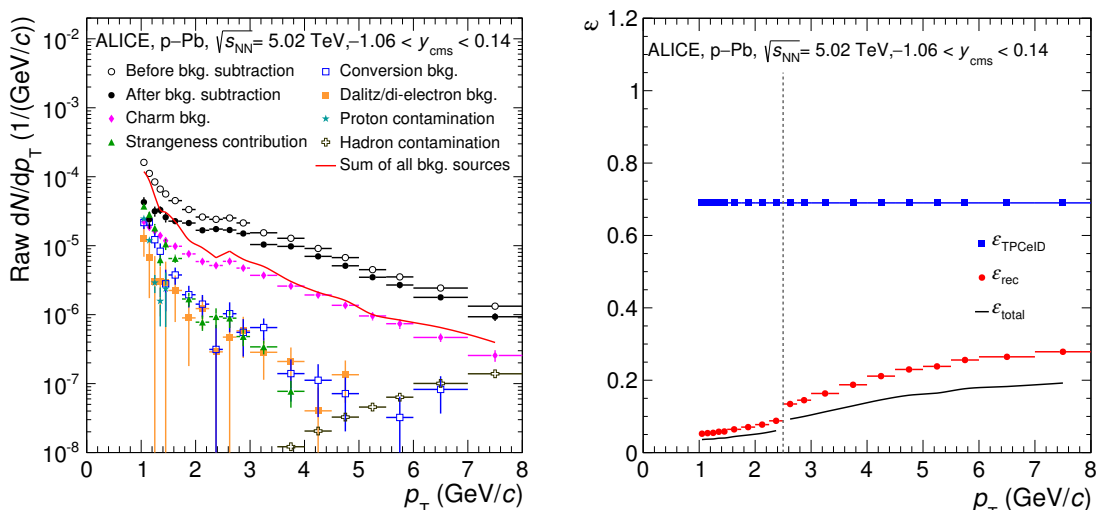 ALICE, p–Pb, √sNN = 5.02 TeV,-1.06 < ycms < 0.14
Before bkg. subtraction
Conversion bkg.
After bkg. subtraction
Dalitz/di-electron bkg.
Charm bkg.
Proton contamination
Strangeness contribution
Hadron contamination
Sum of all bkg. sources
Raw dN/dpT (1/(GeV/c))
10⁻²
10⁻³
10⁻⁴
10⁻⁵
10⁻⁶
10⁻⁷
10⁻⁸
0 1 2 3 4 5 6 7 8
pT (GeV/c)
ε
ALICE, p–Pb, √sNN = 5.02 TeV,-1.06 < ycms < 0.14
1.2
1
0.8
0.6
0.4
0.2
0
εTPCeID
εrec
εtotal
0 1 2 3 4 5 6 7 8
pT (GeV/c)